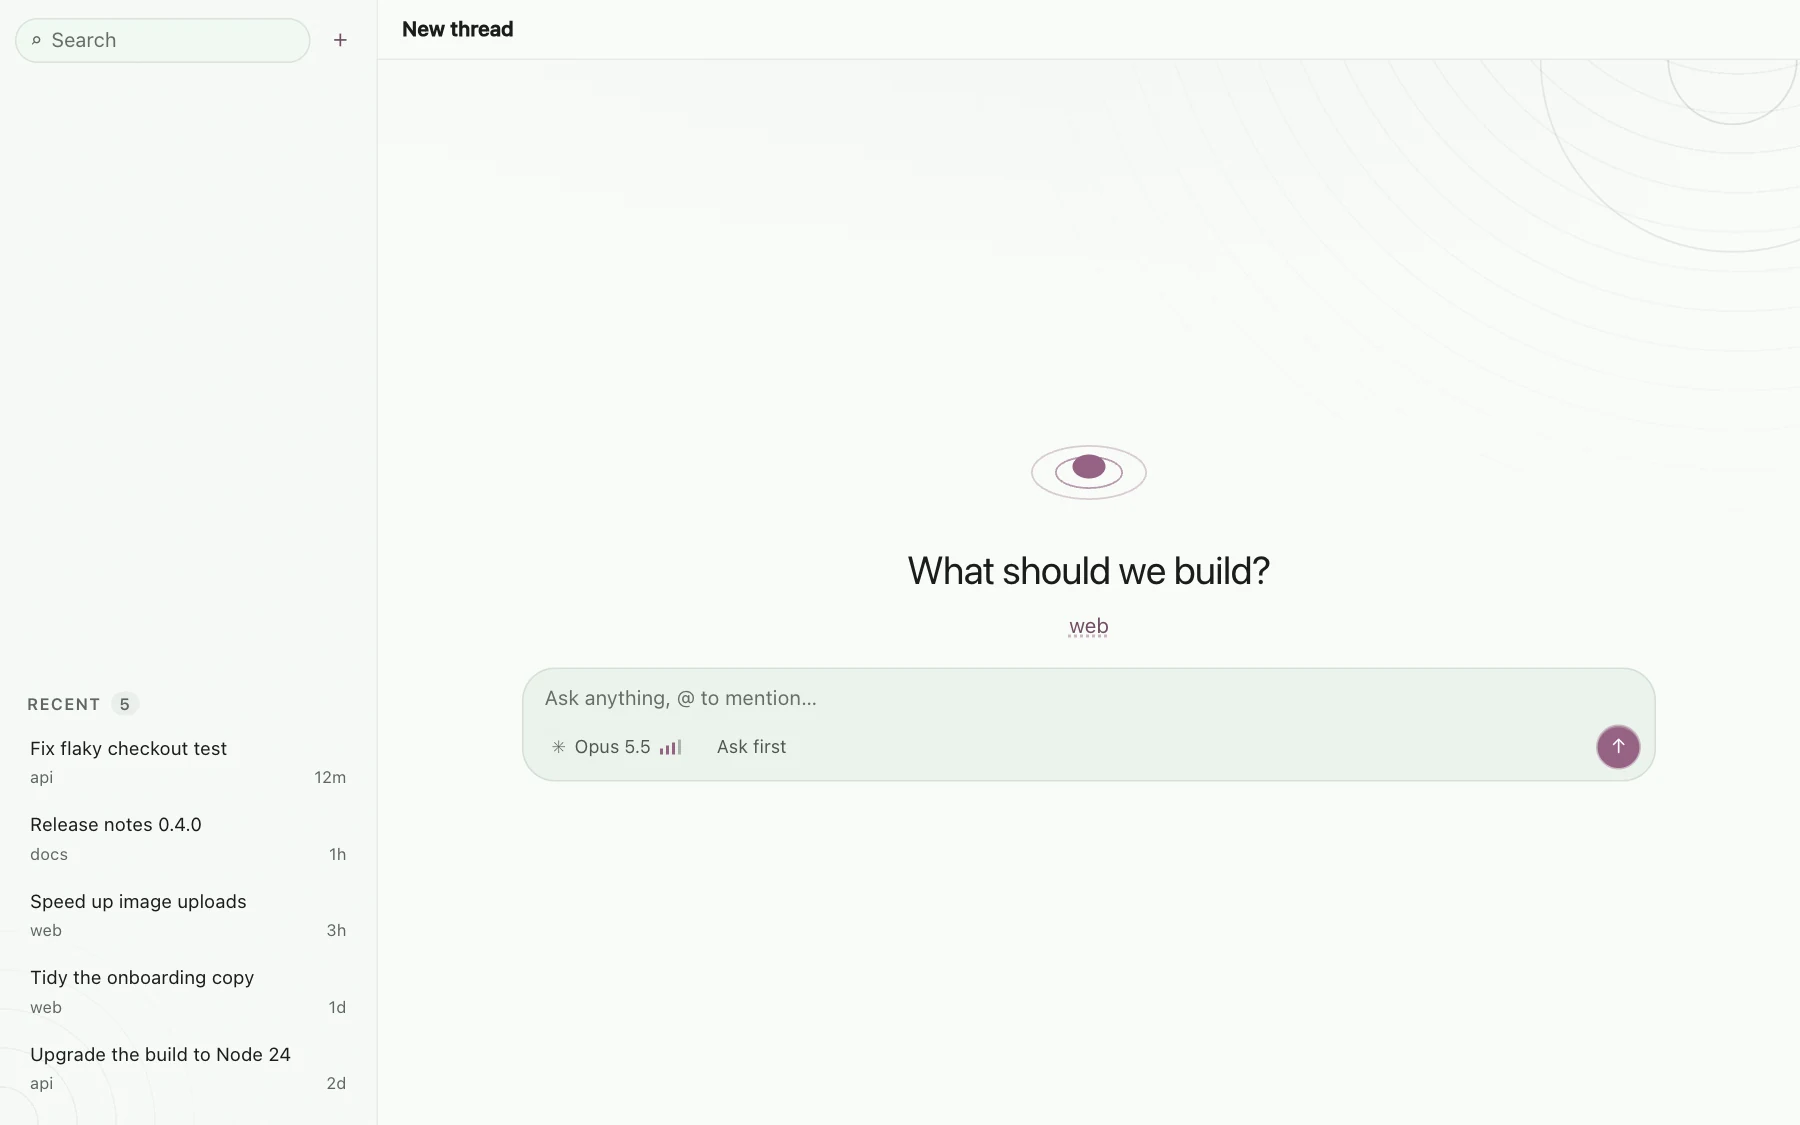 Search
+
New thread
What should we build?
web
Ask anything, @ to mention...
Opus 5.5
Ask first
RECENT 5
Fix flaky checkout test
api 12m
Release notes 0.4.0
docs 1h
Speed up image uploads
web 3h
Tidy the onboarding copy
web 1d
Upgrade the build to Node 24
api 2d